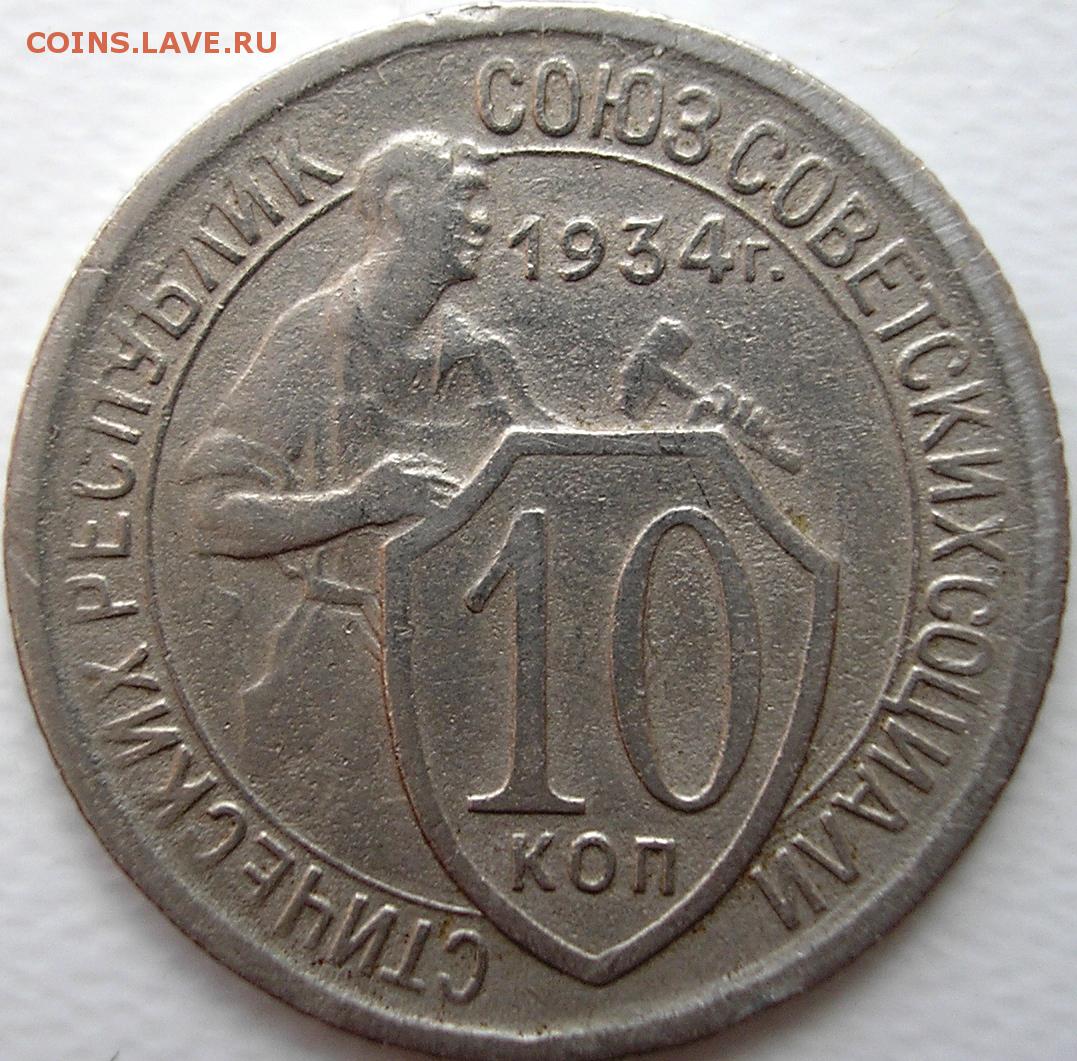 COINS.LAVE.RU
СОЮЗ СОВЕТСКИХ СОЦИАЛИСТИЧЕСКИХ РЕСПУБЛИК
1934г.
10
КОП